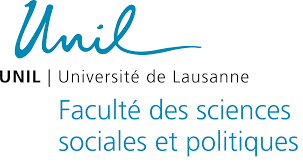 Unil
UNIL | Université de Lausanne
Faculté des sciences
sociales et politiques